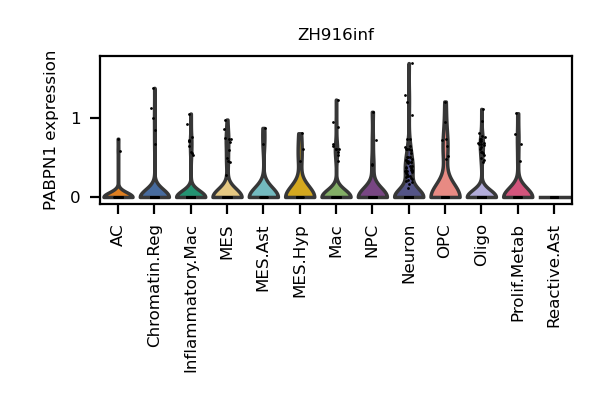 ZH916inf
PABPN1 expression
1
0
AC
Chromatin.Reg
Inflammatory.Mac
MES
MES.Ast
MES.Hyp
Mac
NPC
Neuron
OPC
Oligo
Prolif.Metab
Reactive.Ast